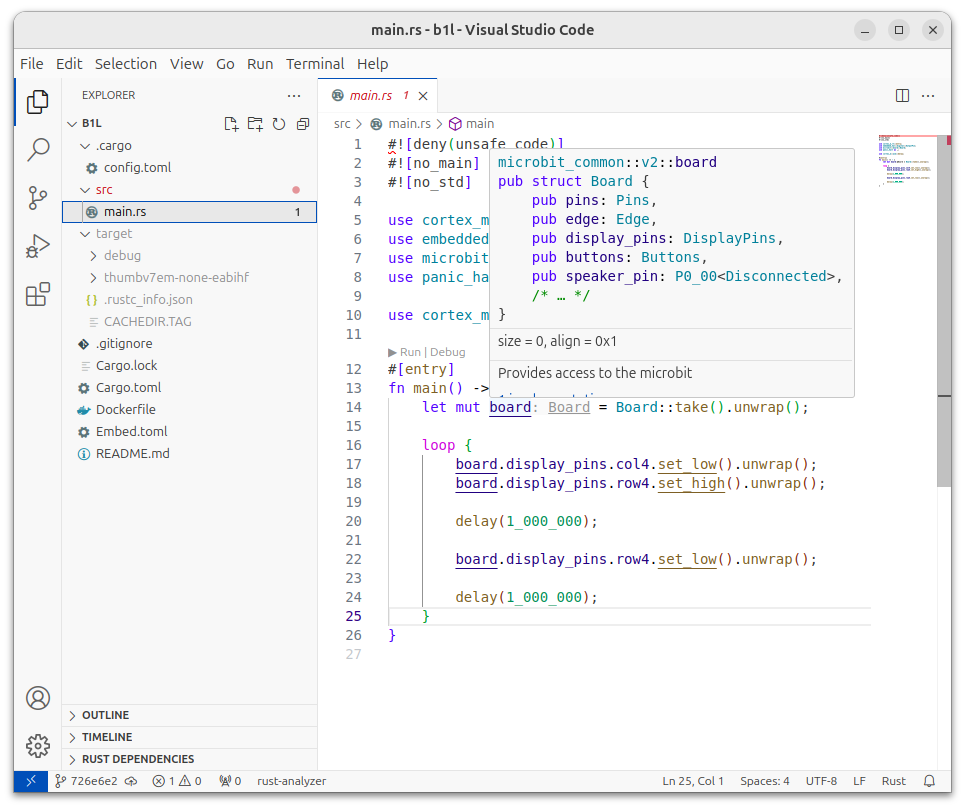 main.rs - b1l - Visual Studio Code
File Edit Selection View Go Run Terminal Help
EXPLORER
B1L
.cargo
config.toml
src
main.rs 1
target
debug
thumbv7em-none-eabihf
{} .rustc_info.json
CACHEDIR.TAG
.gitignore
Cargo.lock
Cargo.toml
Dockerfile
Embed.toml
README.md
OUTLINE
TIMELINE
RUST DEPENDENCIES
main.rs 1
src > main.rs > main
1 #![deny(unsafe_code)]
2 #![no_main]
3 #![no_std]
4
5 use cortex_m
6 use embedded
7 use microbit
8 use panic_ha
9
10 use cortex_m
11
Run | Debug
12 #[entry]
13 fn main() ->
14 let mut board: Board = Board::take().unwrap();
15
16 loop {
17 board.display_pins.col4.set_low().unwrap();
18 board.display_pins.row4.set_high().unwrap();
19
20 delay(1_000_000);
21
22 board.display_pins.row4.set_low().unwrap();
23
24 delay(1_000_000);
25 }
26 }
27
microbit_common::v2::board
pub struct Board {
pub pins: Pins,
pub edge: Edge,
pub display_pins: DisplayPins,
pub buttons: Buttons,
pub speaker_pin: P0_00<Disconnected>,
/* … */
}
size = 0, align = 0x1
Provides access to the microbit
726e6e2 1 0 0 rust-analyzer Ln 25, Col 1 Spaces: 4 UTF-8 LF Rust